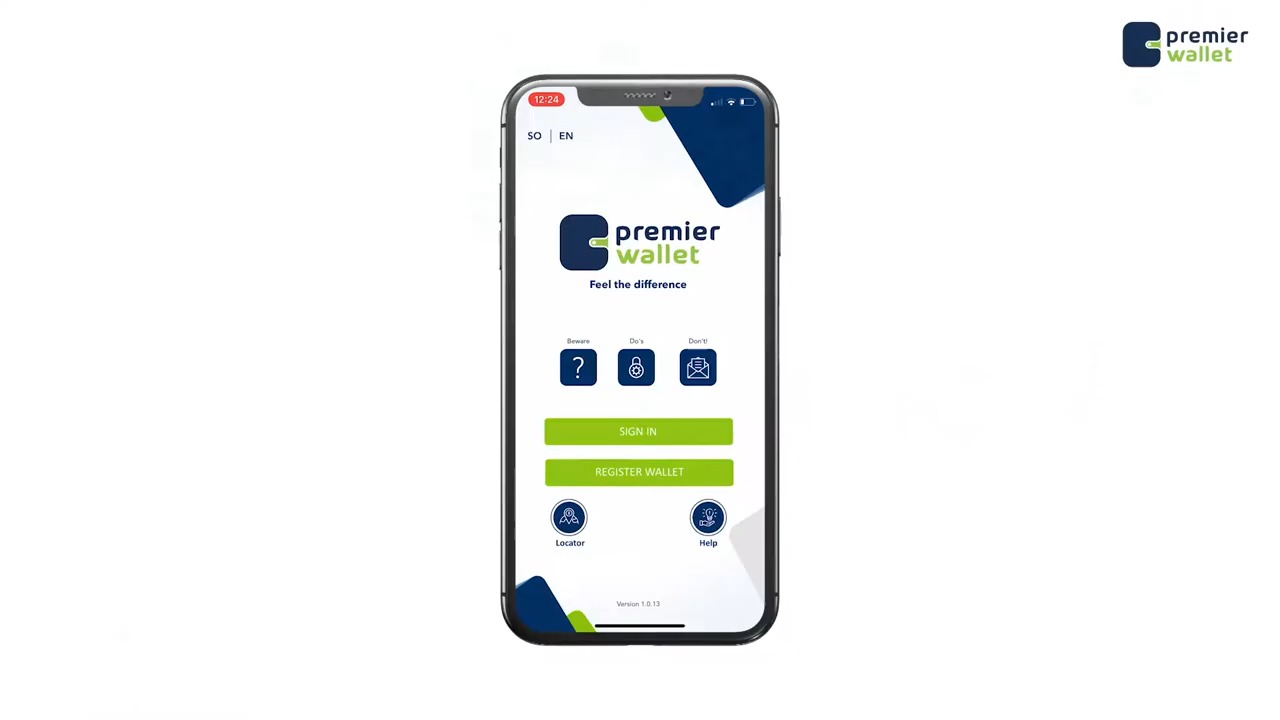 premier
wallet
12:24
SO | EN
premier
wallet
Feel the difference
Beware
Do's
Don't!
SIGN IN
REGISTER WALLET
Locator
Help
Version 1.0.13